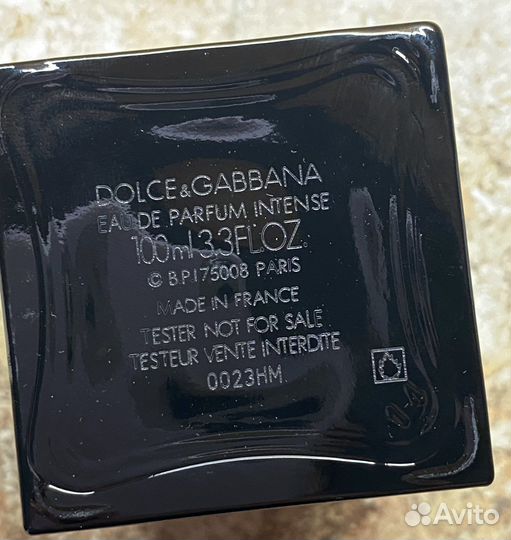 DOLCE&GABBANA
EAU DE PARFUM INTENSE
100ml 3.3FL.OZ.
© B.P.175008 PARIS
MADE IN FRANCE
TESTER NOT FOR SALE
TESTEUR VENTE INTERDITE
0023HM
Avito